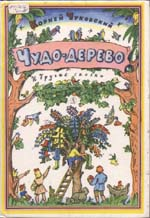 Корней Чуковский
Чудо-дерево
и другие сказки